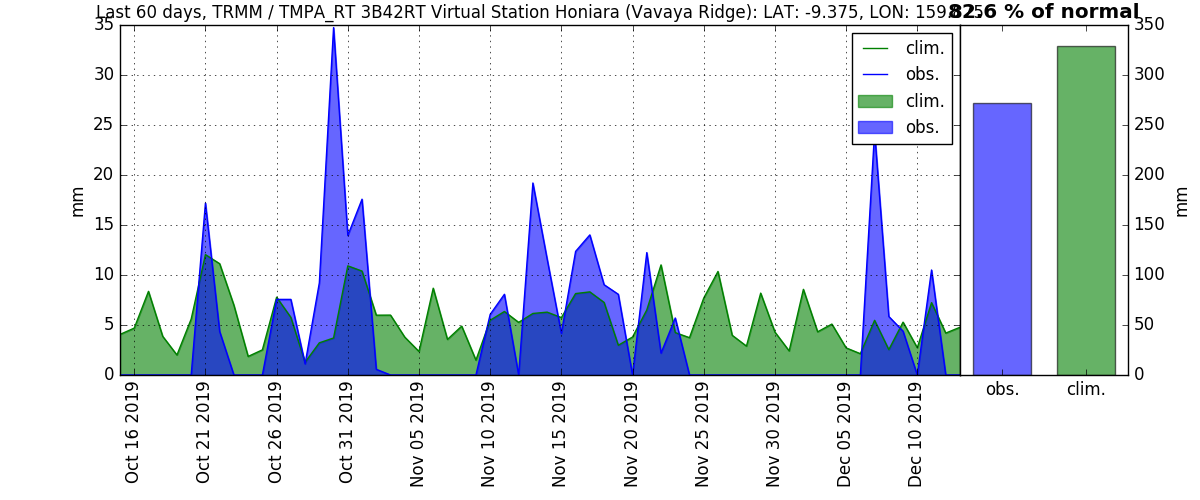 Last 60 days, TRMM / TMPA_RT 3B42RT Virtual Station Honiara (Vavaya Ridge): LAT: -9.375, LON:
82.6 % of normal
35
30
25
20
15
10
5
0
mm
clim.
obs.
clim.
obs.
350
300
250
200
150
100
50
0
mm
obs.
clim.
Oct 16 2019
Oct 21 2019
Oct 26 2019
Oct 31 2019
Nov 05 2019
Nov 10 2019
Nov 15 2019
Nov 20 2019
Nov 25 2019
Nov 30 2019
Dec 05 2019
Dec 10 2019